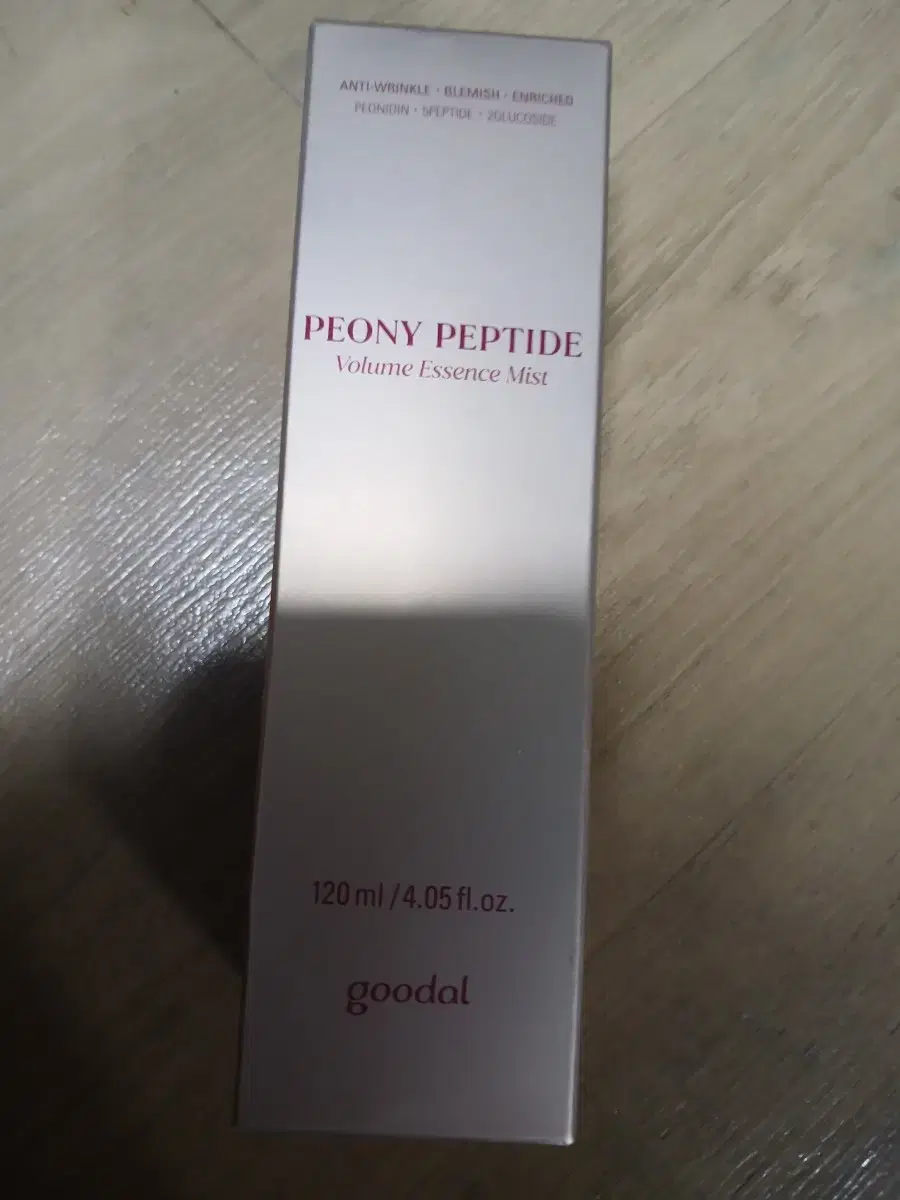 ANTI-WRINKLE · BLEMISH · ENRICHED
PEONIDIN · 5PEPTIDE · 2GLUCOSIDE
PEONY PEPTIDE
Volume Essence Mist
120 ml / 4.05 fl.oz.
goodal